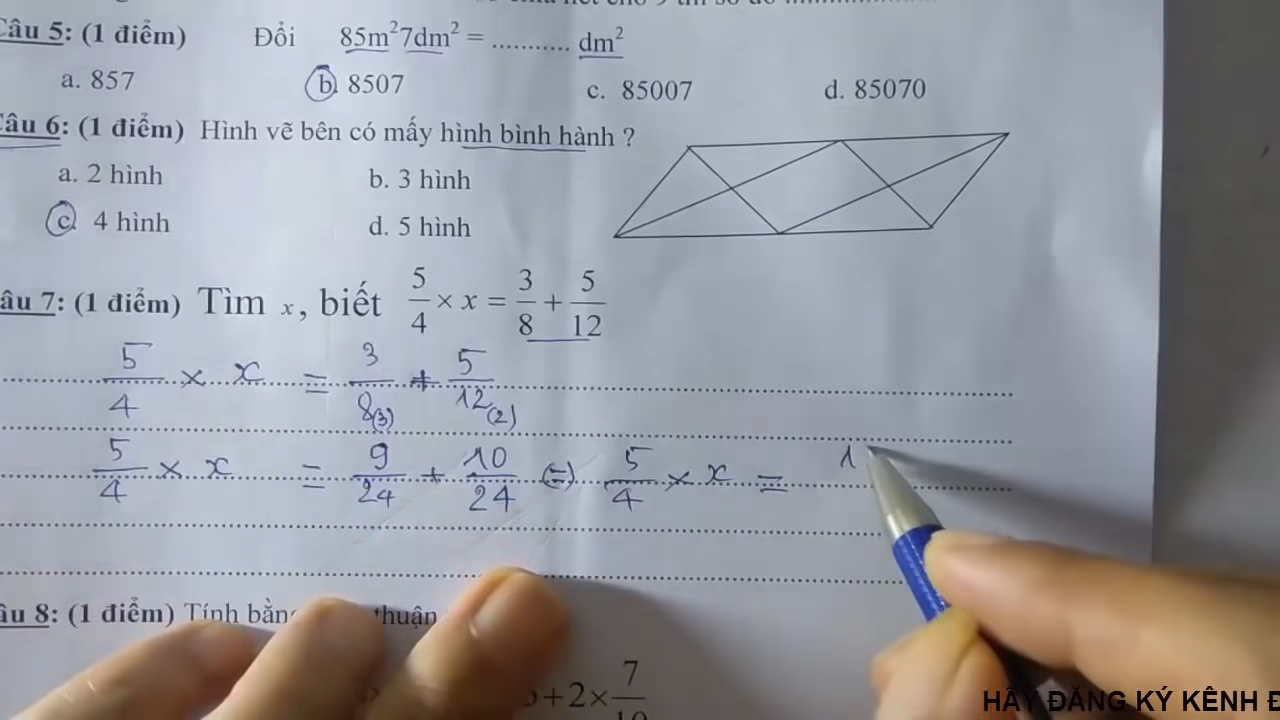 Câu 5: (1 điểm) Đổi 85m²7dm² = ........... dm²
a. 857 b. 8507 c. 85007 d. 85070
Câu 6: (1 điểm) Hình vẽ bên có mấy hình bình hành ?
a. 2 hình b. 3 hình
c. 4 hình d. 5 hình
Câu 7: (1 điểm) Tìm x, biết 5/4 × x = 3/8 + 5/12
5/4 × x = 3/8(3) + 5/12(2)
5/4 × x = 9/24 + 10/24 (=) 5/4 × x = 1
Câu 8: (1 điểm) Tính bằng thuận
+2× 7/10
HÃY ĐĂNG KÝ KÊNH